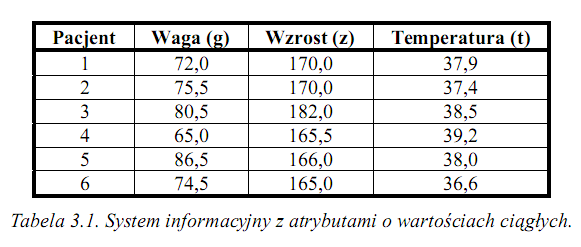 Pacjent Waga (g) Wzrost (z) Temperatura (t)
1 72,0 170,0 37,9
2 75,5 170,0 37,4
3 80,5 182,0 38,5
4 65,0 165,5 39,2
5 86,5 166,0 38,0
6 74,5 165,0 36,6
Tabela 3.1. System informacyjny z atrybutami o wartościach ciągłych.